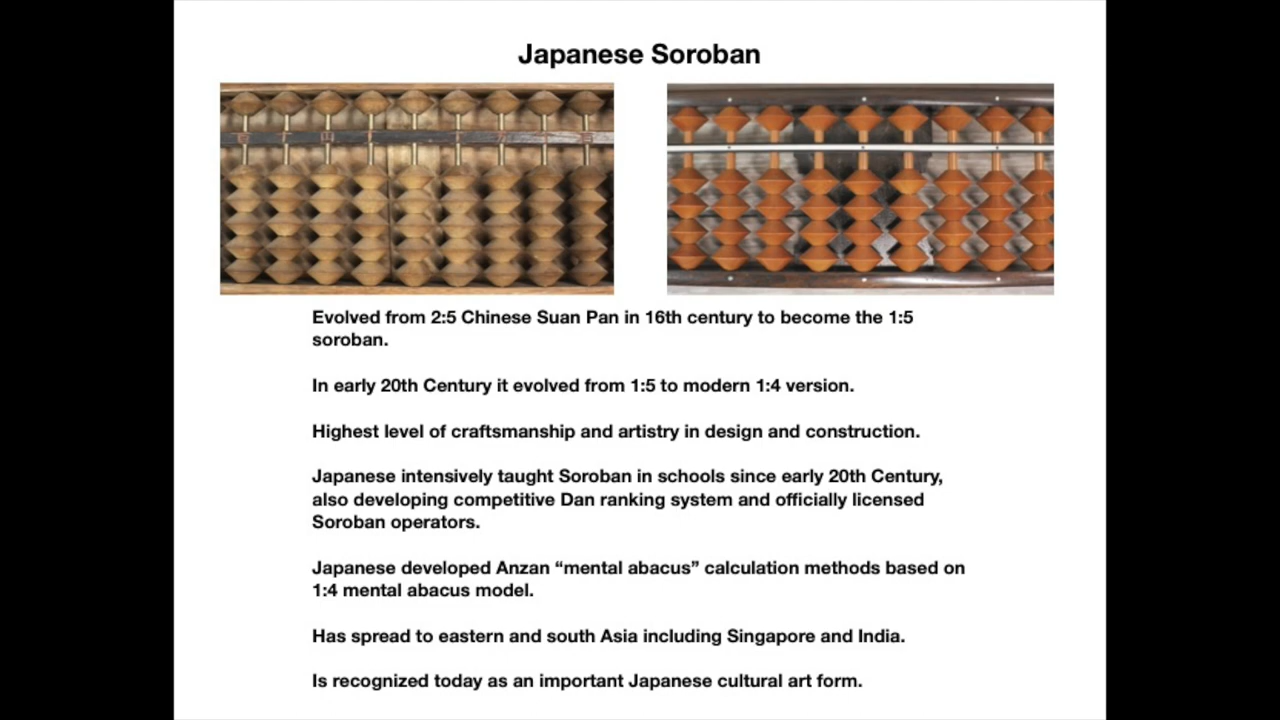 Japanese Soroban
Evolved from 2:5 Chinese Suan Pan in 16th century to become the 1:5
soroban.
In early 20th Century it evolved from 1:5 to modern 1:4 version.
Highest level of craftsmanship and artistry in design and construction.
Japanese intensively taught Soroban in schools since early 20th Century,
also developing competitive Dan ranking system and officially licensed
Soroban operators.
Japanese developed Anzan “mental abacus” calculation methods based on
1:4 mental abacus model.
Has spread to eastern and south Asia including Singapore and India.
Is recognized today as an important Japanese cultural art form.